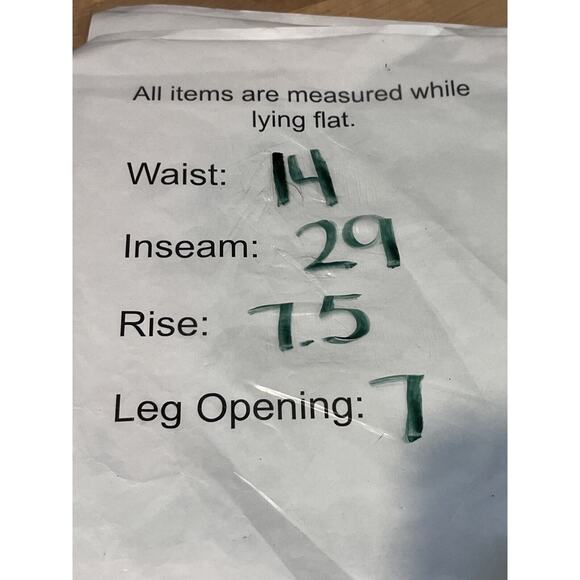 All items are measured while
lying flat.
Waist: 14
Inseam: 29
Rise: 7.5
Leg Opening: 7